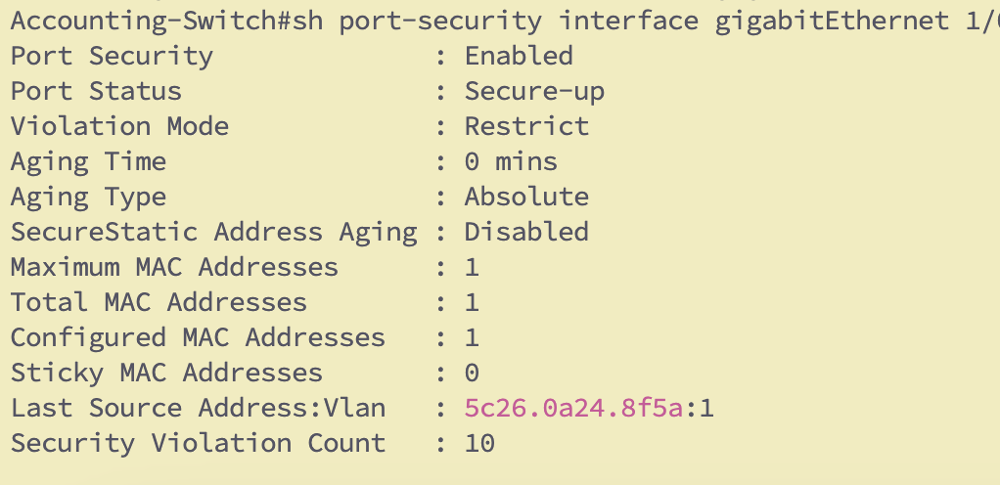 Accounting-Switch#sh port-security interface gigabitEthernet 1/
Port Security              : Enabled
Port Status                : Secure-up
Violation Mode             : Restrict
Aging Time                 : 0 mins
Aging Type                 : Absolute
SecureStatic Address Aging : Disabled
Maximum MAC Addresses      : 1
Total MAC Addresses        : 1
Configured MAC Addresses   : 1
Sticky MAC Addresses       : 0
Last Source Address:Vlan   : 5c26.0a24.8f5a:1
Security Violation Count   : 10